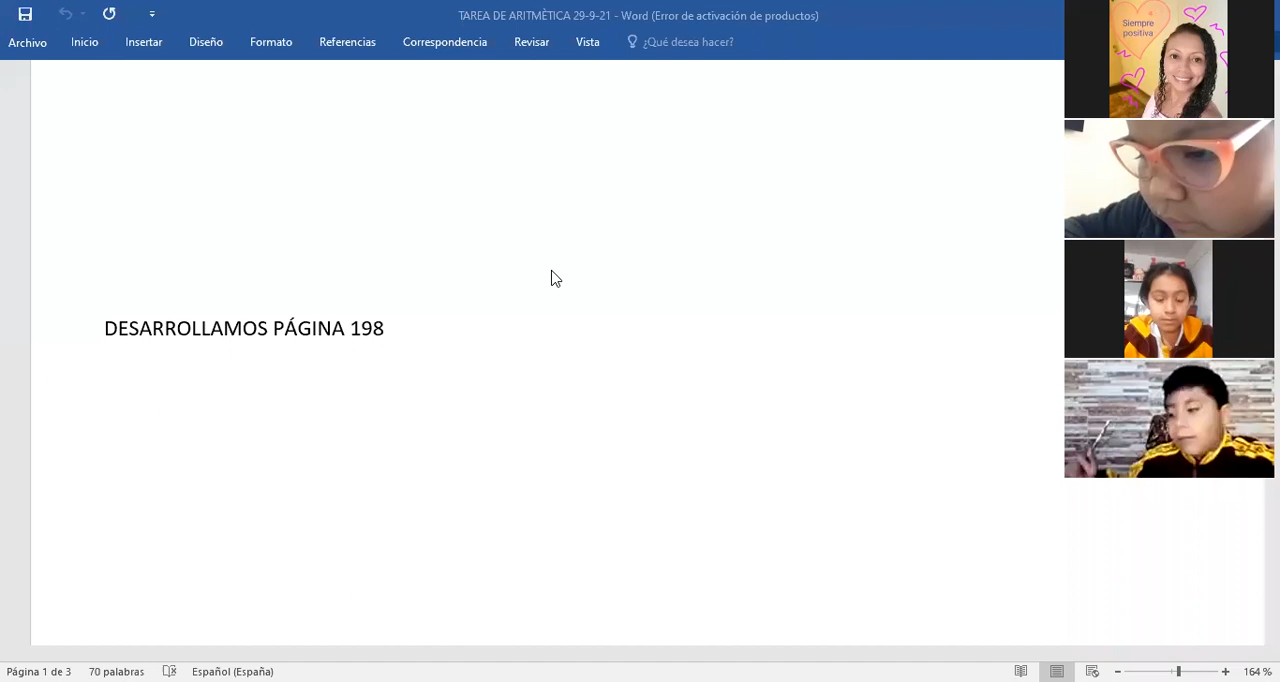 TAREA DE ARITMÈTICA 29-9-21 - Word (Error de activación de productos)
Archivo Inicio Insertar Diseño Formato Referencias Correspondencia Revisar Vista ¿Qué desea hacer?
Siempre
positiva
DESARROLLAMOS PÁGINA 198
Página 1 de 3 70 palabras Español (España) 164 %